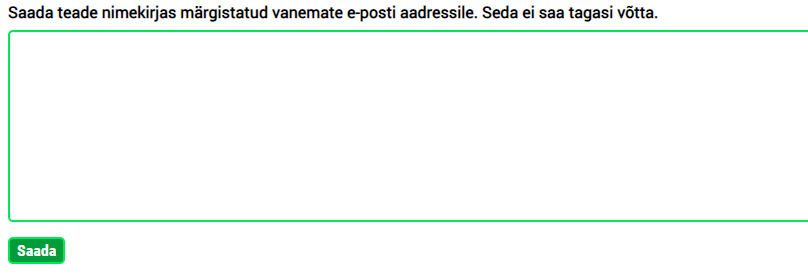 Saada teade nimekirjas märgistatud vanemate e-posti aadressile. Seda ei saa tagasi võtta.
Saada